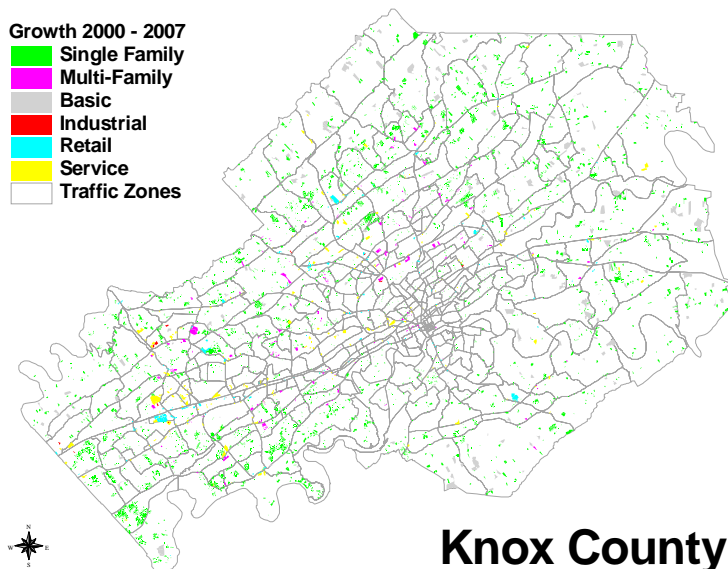 Growth 2000 - 2007
Single Family
Multi-Family
Basic
Industrial
Retail
Service
Traffic Zones
N
W E
S
Knox County